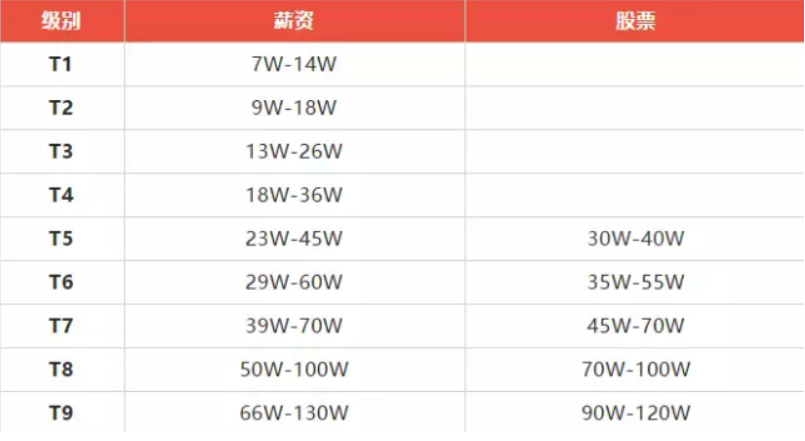 级别 薪资 股票
T1 7W-14W
T2 9W-18W
T3 13W-26W
T4 18W-36W
T5 23W-45W 30W-40W
T6 29W-60W 35W-55W
T7 39W-70W 45W-70W
T8 50W-100W 70W-100W
T9 66W-130W 90W-120W